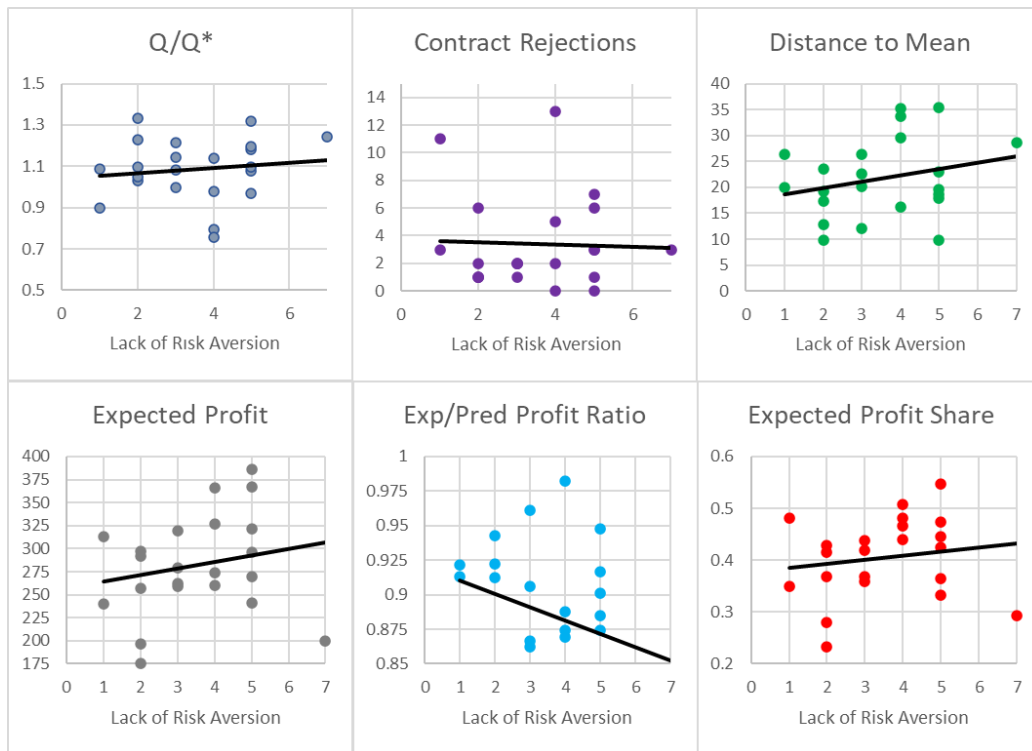 Q/Q*
1.5
1.3
1.1
0.9
0.7
0.5
0 2 4 6
Lack of Risk Aversion
Contract Rejections
14
12
10
8
6
4
2
0
0 2 4 6
Lack of Risk Aversion
Distance to Mean
40
35
30
25
20
15
10
5
0
0 1 2 3 4 5 6 7
Lack of Risk Aversion
Expected Profit
400
375
350
325
300
275
250
225
200
175
0 1 2 3 4 5 6 7
Lack of Risk Aversion
Exp/Pred Profit Ratio
1
0.975
0.95
0.925
0.9
0.875
0.85
0 1 2 3 4 5 6 7
Lack of Risk Aversion
Expected Profit Share
0.6
0.5
0.4
0.3
0.2
0 1 2 3 4 5 6 7
Lack of Risk Aversion